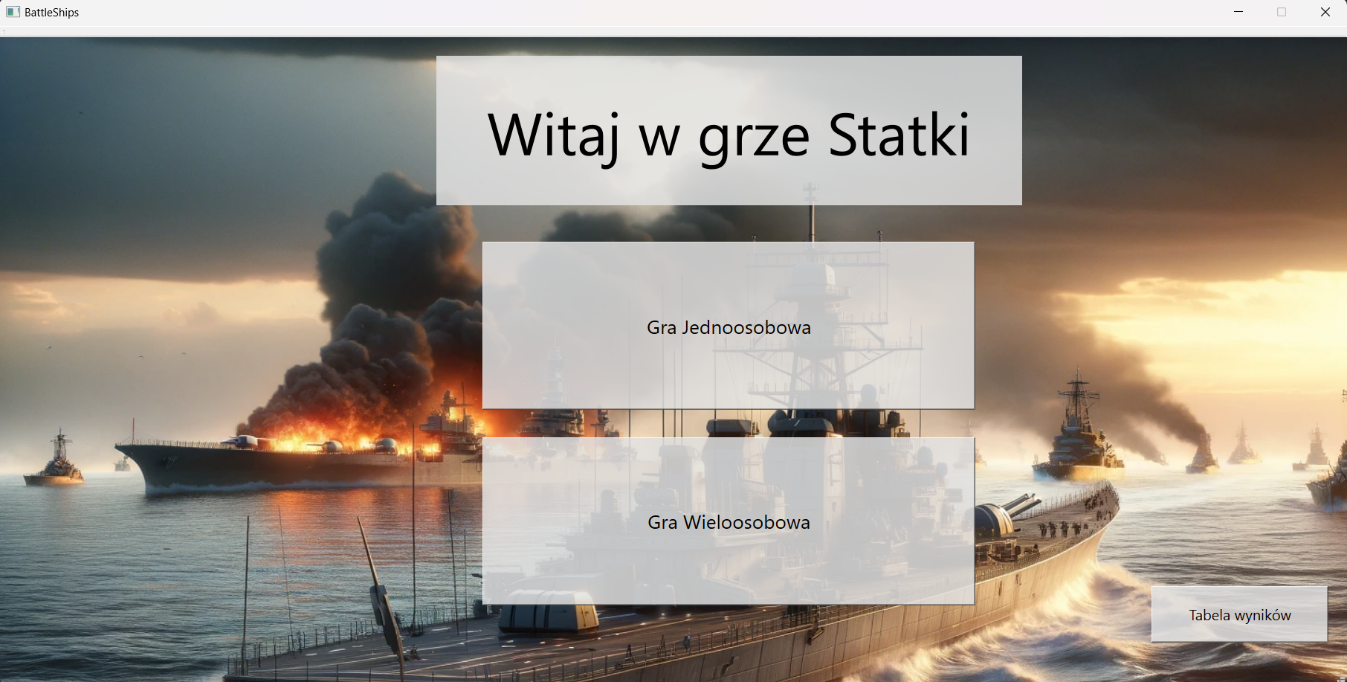 BattleShips
Witaj w grze Statki
Gra Jednoosobowa
Gra Wieloosobowa
Tabela wyników